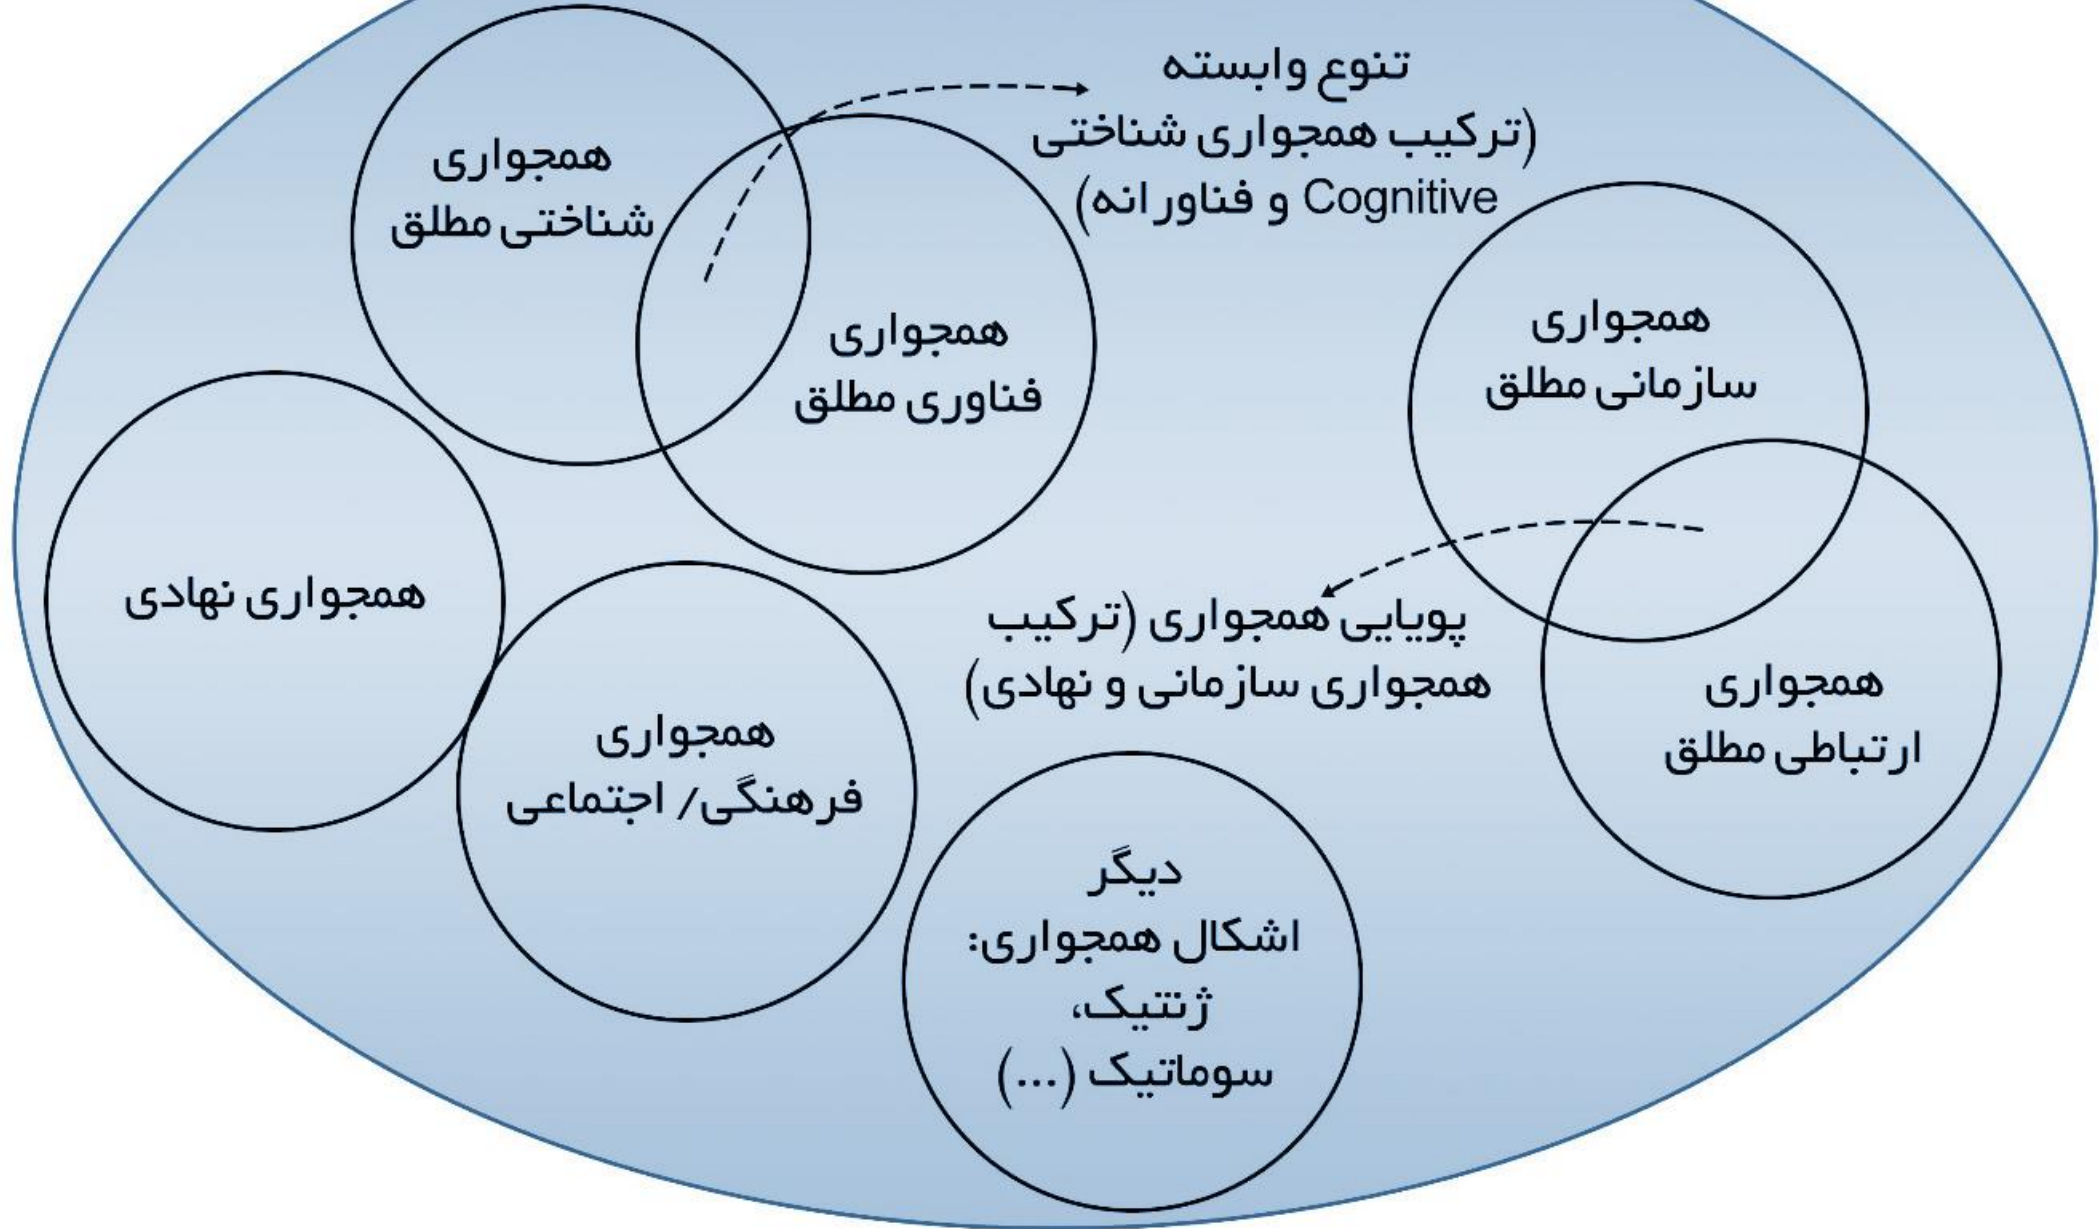 تنوع وابسته
(ترکیب همجواری شناختی
Cognitive و فناورانه)
همجواری
شناختی مطلق
همجواری
فناوری مطلق
همجواری
سازمانی مطلق
همجواری نهادی
پویایی همجواری (ترکیب
همجواری سازمانی و نهادی)
همجواری
ارتباطی مطلق
همجواری
فرهنگی/ اجتماعی
دیگر
اشکال همجواری:
ژنتیک،
سوماتیک (...)